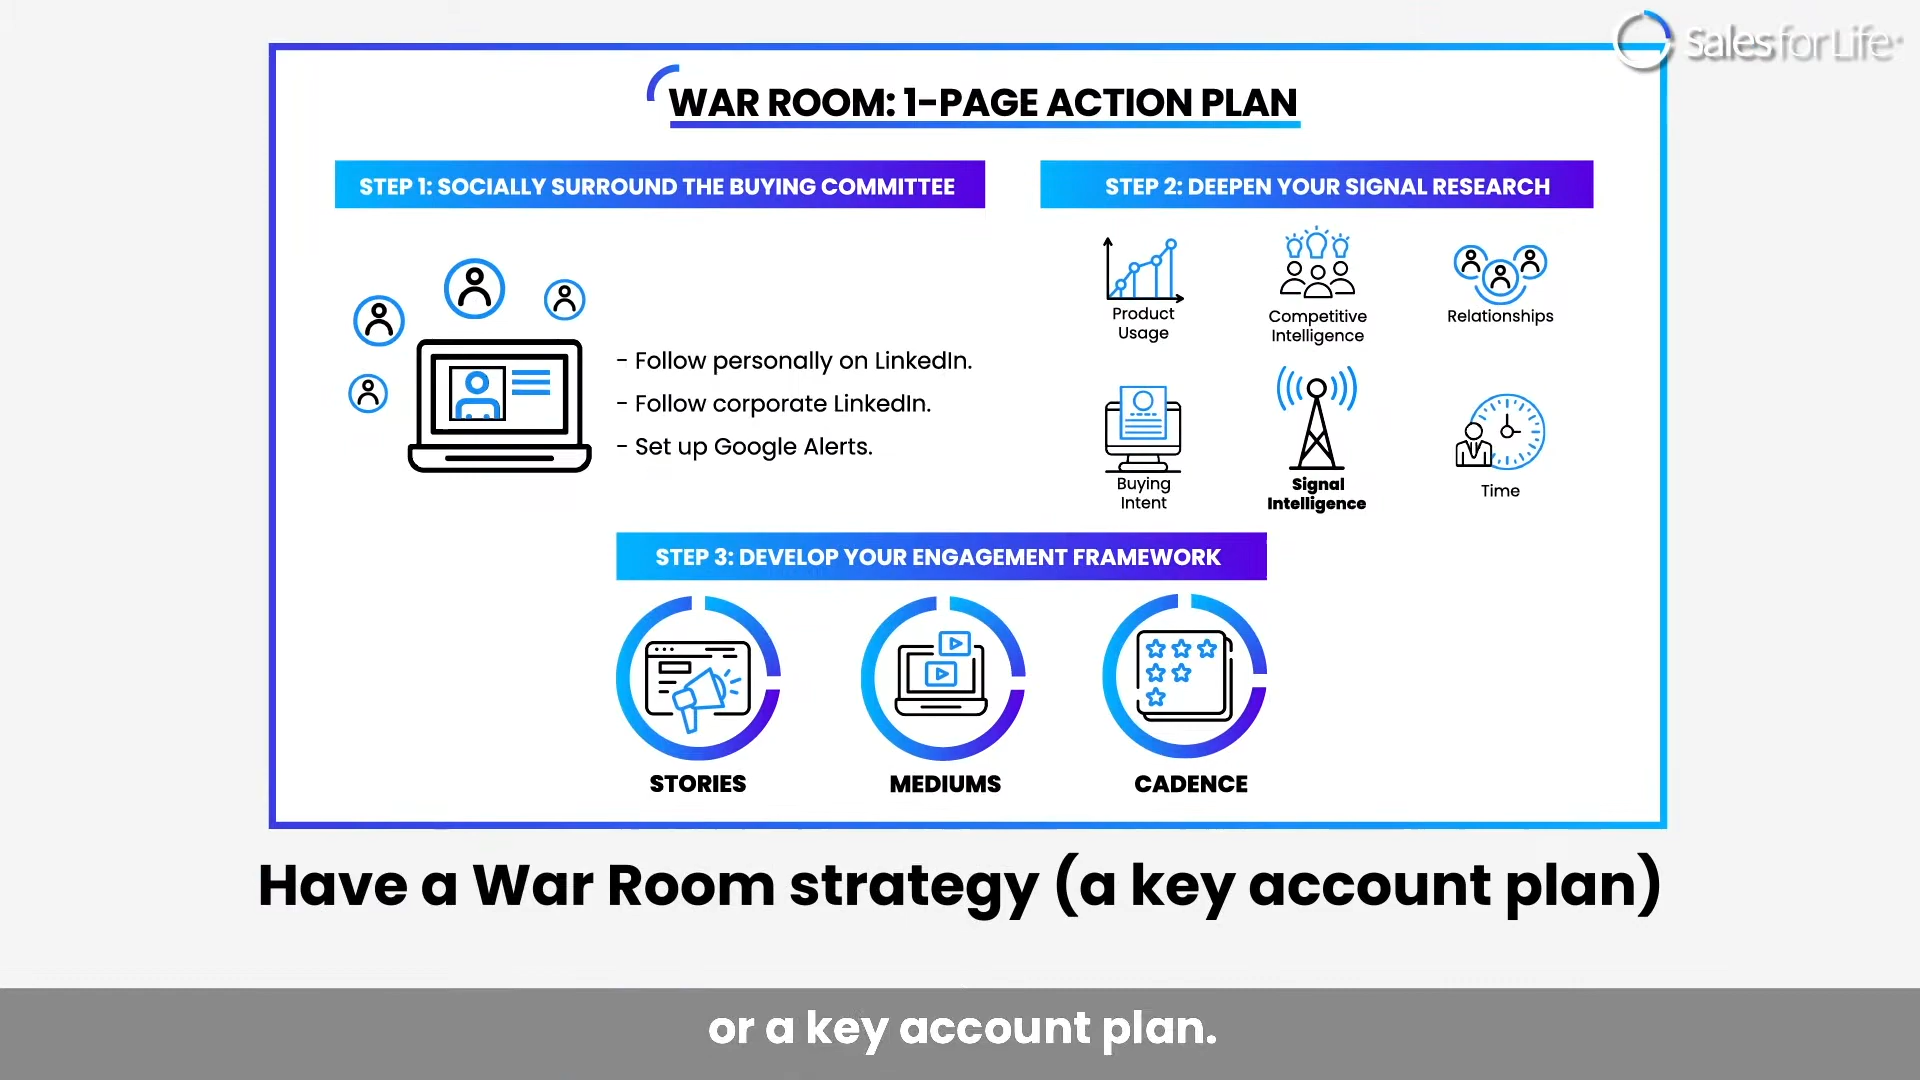 Sales for Life
WAR ROOM: 1-PAGE ACTION PLAN
STEP 1: SOCIALLY SURROUND THE BUYING COMMITTEE
- Follow personally on LinkedIn.
- Follow corporate LinkedIn.
- Set up Google Alerts.
STEP 2: DEEPEN YOUR SIGNAL RESEARCH
Product
Usage
Competitive
Intelligence
Relationships
Buying
Intent
Signal
Intelligence
Time
STEP 3: DEVELOP YOUR ENGAGEMENT FRAMEWORK
STORIES
MEDIUMS
CADENCE
Have a War Room strategy (a key account plan)
or a key account plan.